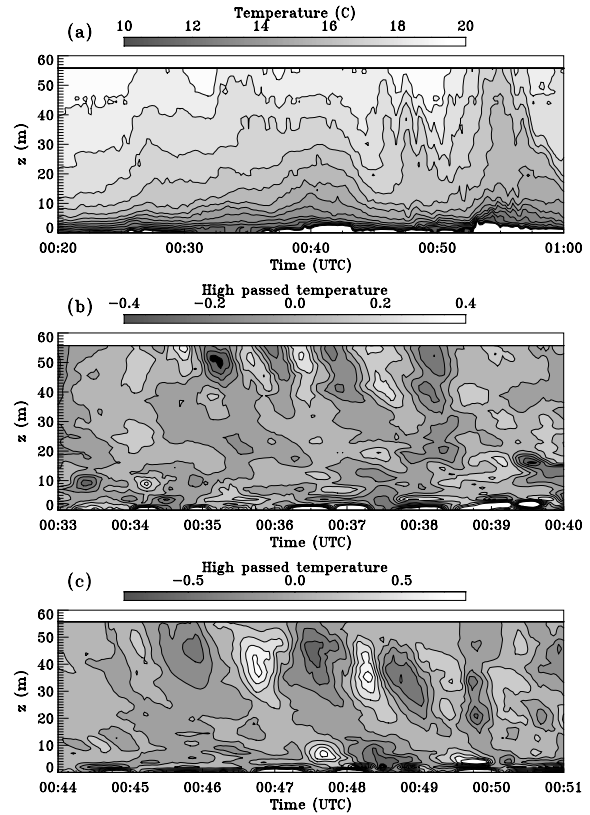 Temperature (C)
(a)
10 12 14 16 18 20
60
50
40
30
20
10
0
z (m)
00:20 00:30 00:40 00:50 01:00
Time (UTC)
High passed temperature
(b)
−0.4 −0.2 0.0 0.2 0.4
60
50
40
30
20
10
0
z (m)
00:33 00:34 00:35 00:36 00:37 00:38 00:39 00:40
Time (UTC)
High passed temperature
(c)
−0.5 0.0 0.5
60
50
40
30
20
10
0
z (m)
00:44 00:45 00:46 00:47 00:48 00:49 00:50 00:51
Time (UTC)